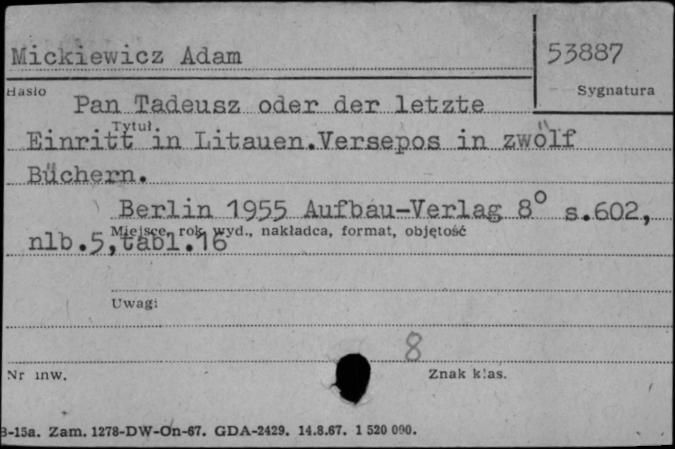 Mickiewicz Adam
53887
Hasło
Sygnatura
Pan Tadeusz oder der letzte
Tytuł
Einritt in Litauen.Versepos in zwölf
Büchern.
Berlin 1955 Aufbau-Verlag 8° s.602,
Miejsce, rok wyd., nakładca, format, objętość
nlb.5,tabl.16
Uwagi
8
Nr inw.
Znak klas.
B-15a. Zam. 1278-DW-On-67. GDA-2429. 14.8.67. 1 520 000.